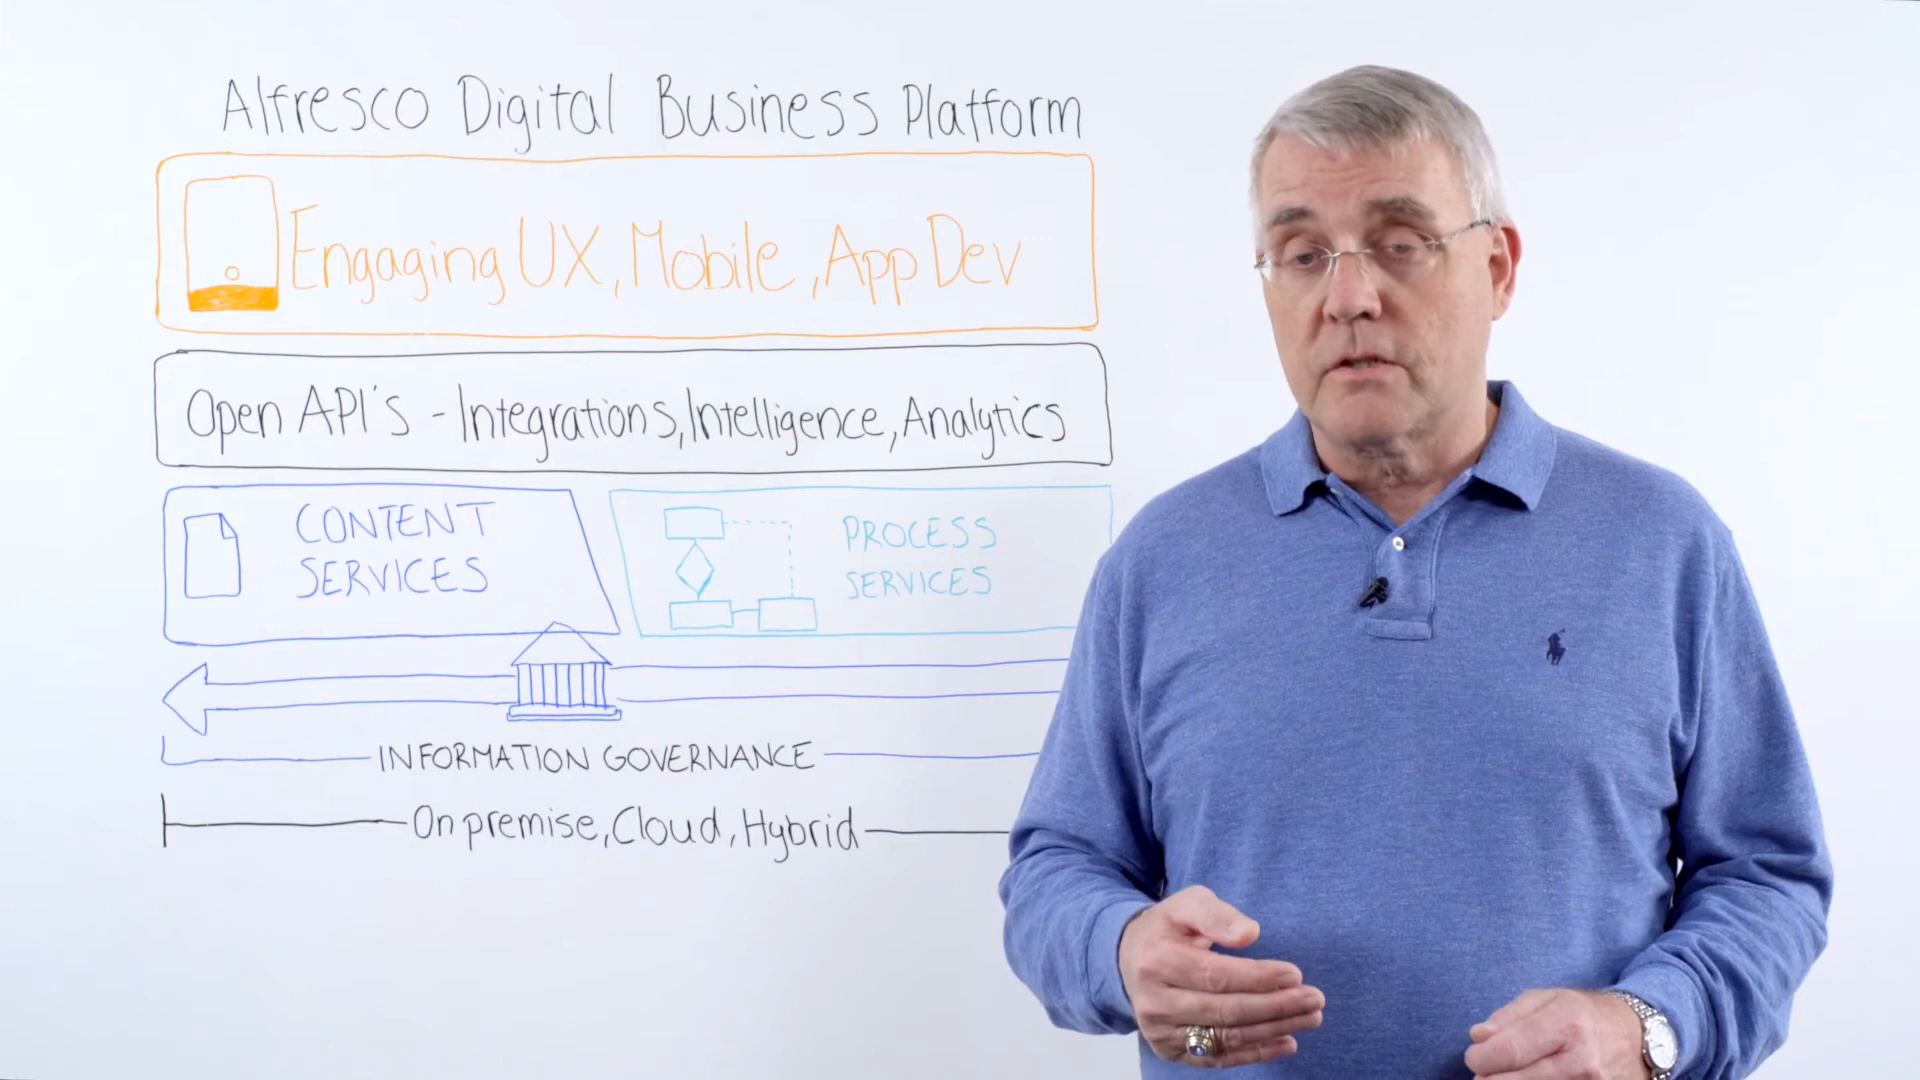 Alfresco Digital Business Platform
Engaging UX, Mobile, App Dev
Open API's - Integrations, Intelligence, Analytics
CONTENT
SERVICES
PROCESS
SERVICES
INFORMATION GOVERNANCE
On premise, Cloud, Hybrid